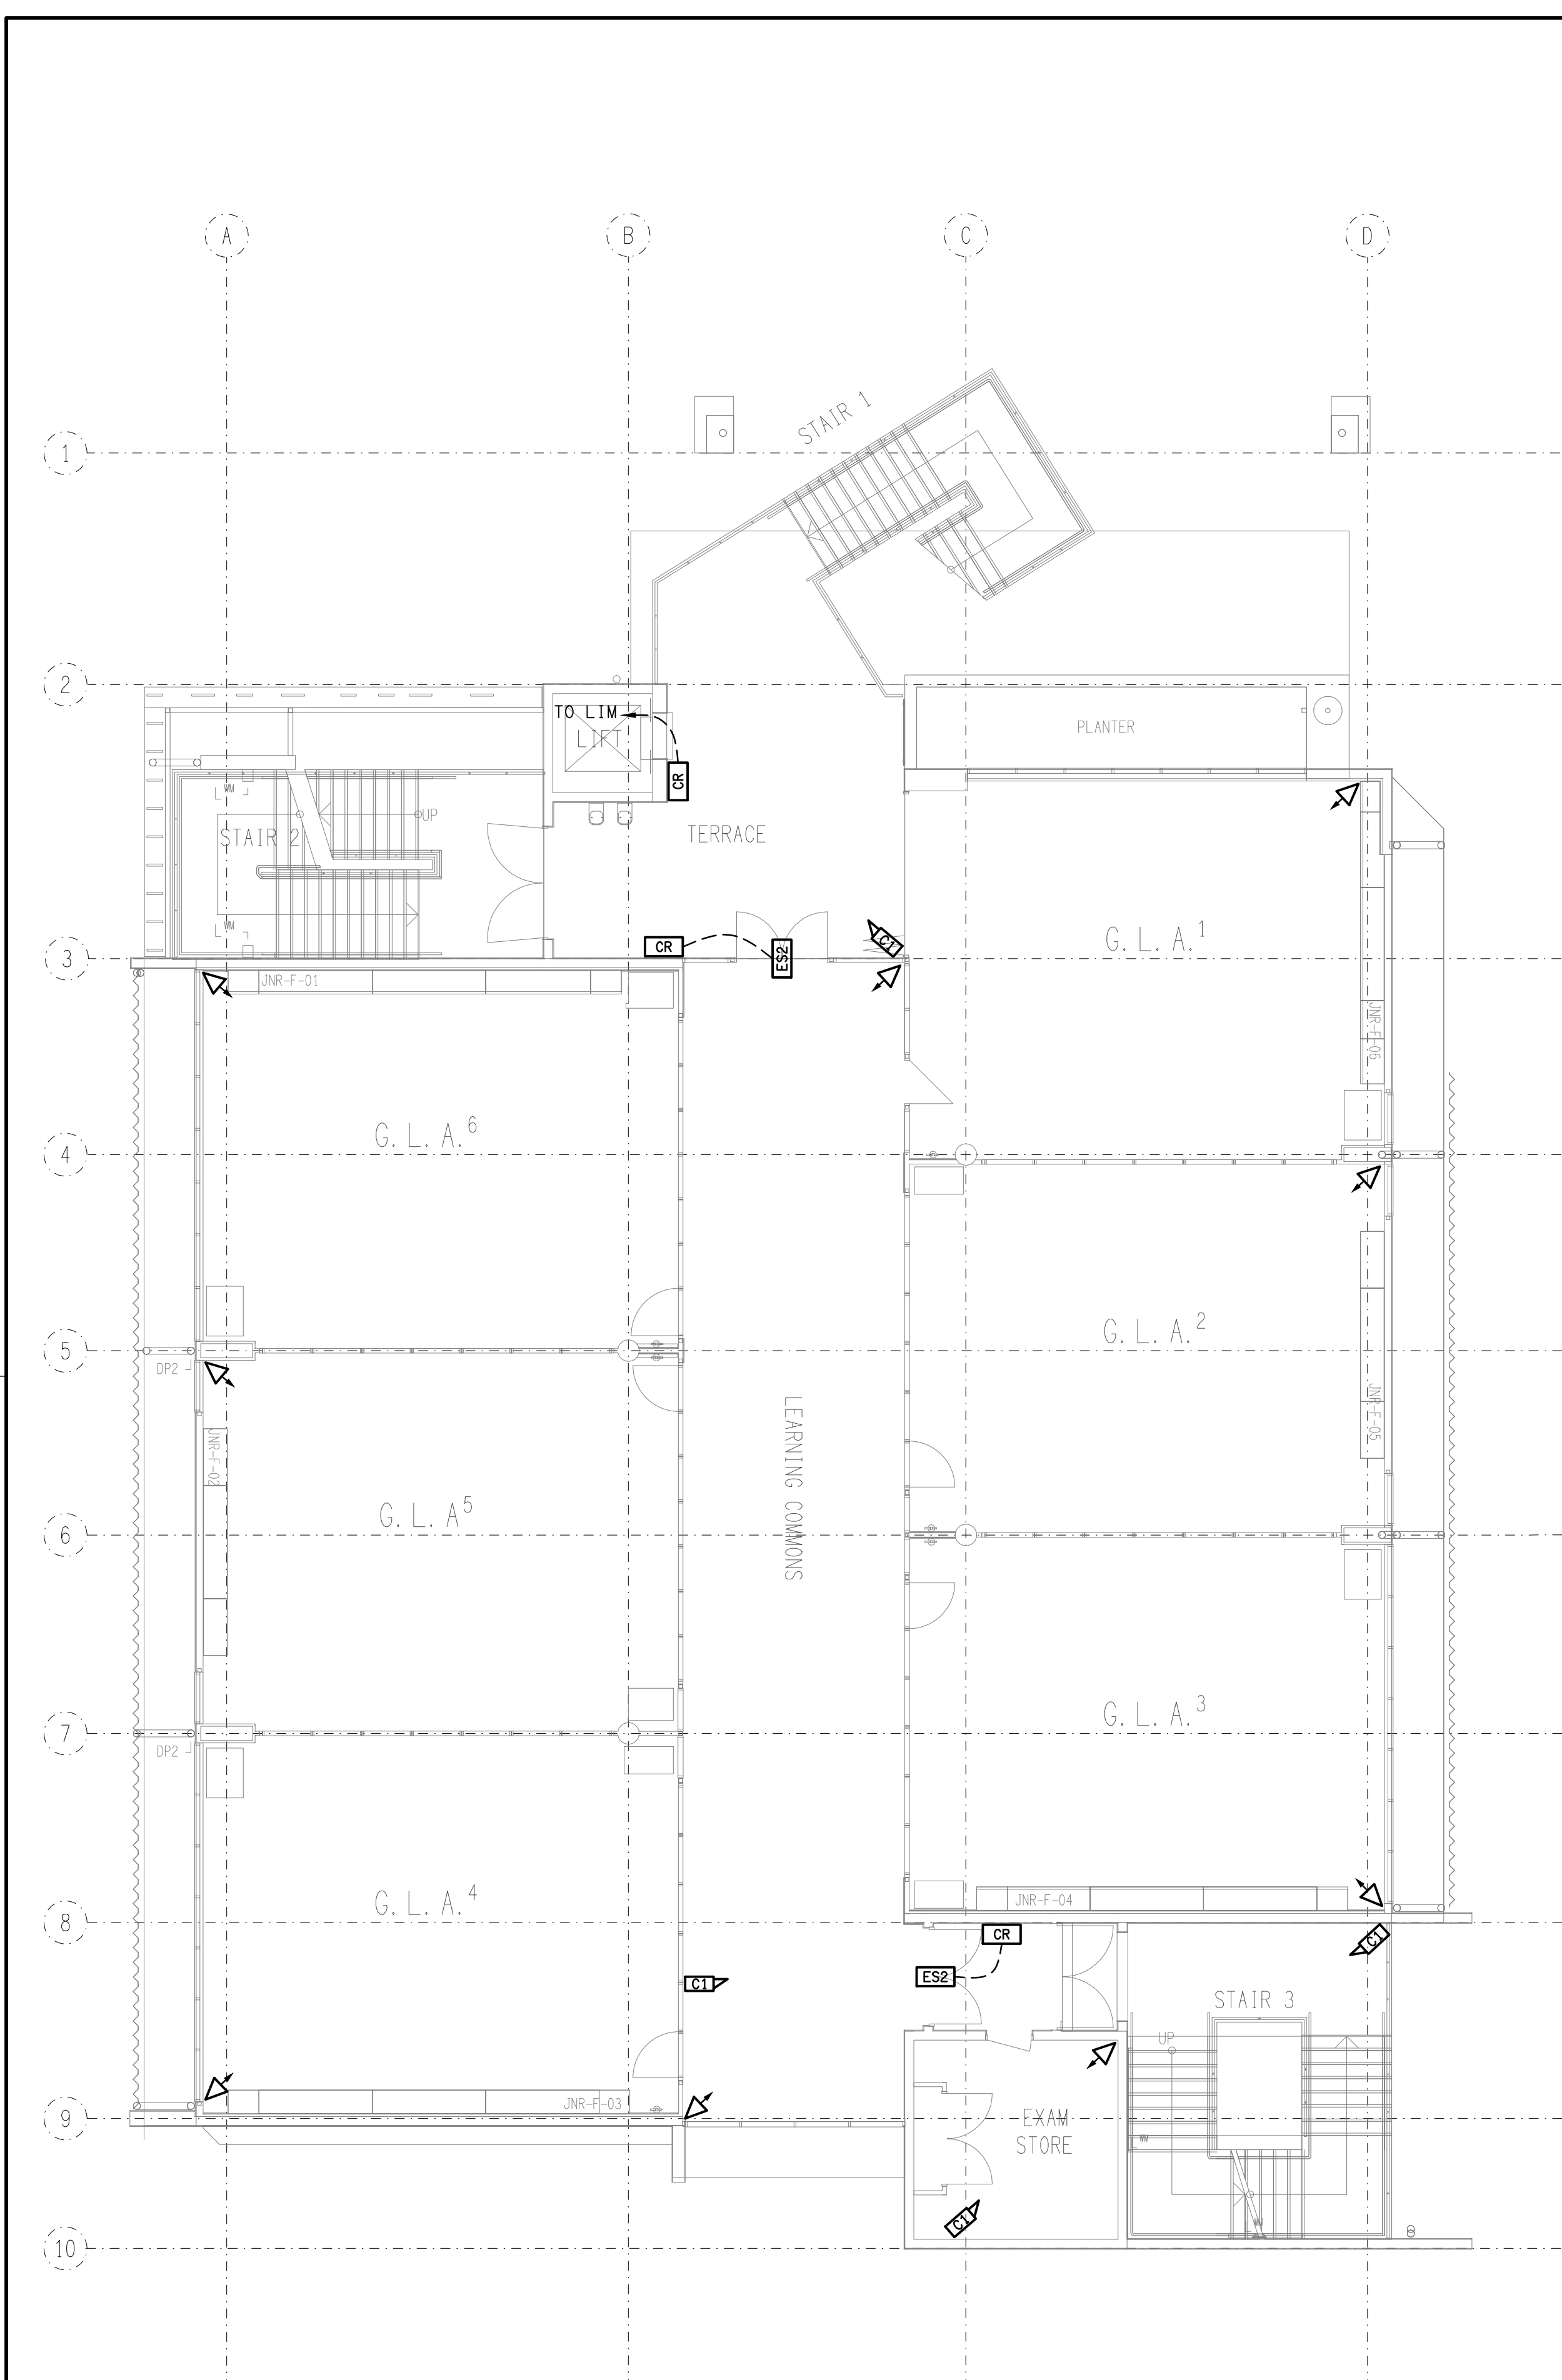 A
B
C
D
STAIR 1
1
2
TO LIM
LIFT
PLANTER
CR
WM
UP
STAIR 2
TERRACE
WM
CR
ES2
C1
G. L. A.1
3
JNR-F-01
JNR-F-06
G. L. A.6
4
G. L. A.2
5
DP2
JNR-F-05
LEARNING COMMONS
JNR-F-02
G. L. A5
6
G. L. A.3
7
DP2
G. L. A.4
JNR-F-04
8
CR
C1
ES2
C1
STAIR 3
UP
JNR-F-03
9
EXAM
STORE
WM
C1
WM
10